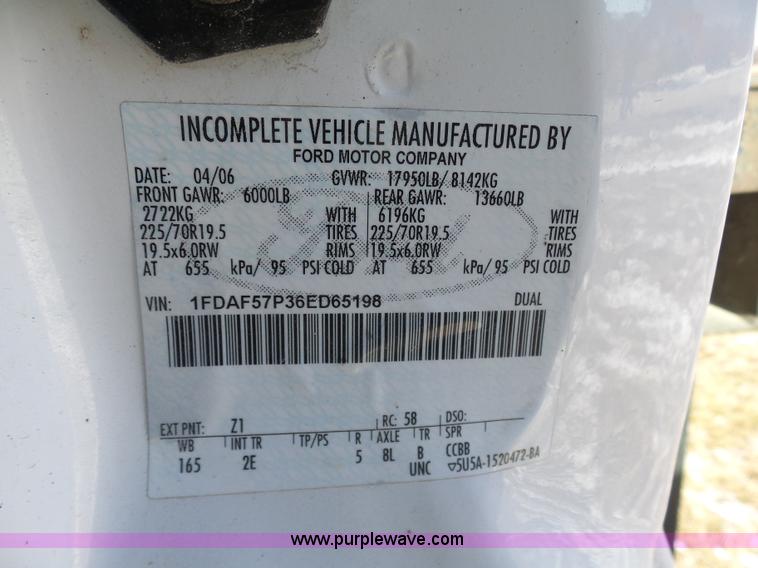 INCOMPLETE VEHICLE MANUFACTURED BY
FORD MOTOR COMPANY
DATE: 04/06 GVWR: 17950LB/ 8142KG
FRONT GAWR: 6000LB REAR GAWR: 13660LB
2722KG WITH 6196KG WITH
225/70R19.5 TIRES 225/70R19.5 TIRES
19.5x6.0RW RIMS 19.5x6.0RW RIMS
AT 655 kPa/ 95 PSI COLD AT 655 kPa/ 95 PSI COLD
VIN: 1FDAF57P36ED65198 DUAL
EXT PNT: Z1 RC: 58 DSO:
WB INT TR TP/PS R AXLE TR SPR
165 2E 5 8L B CCBB
UNC ▽5U5A-1520472-BA
www.purplewave.com